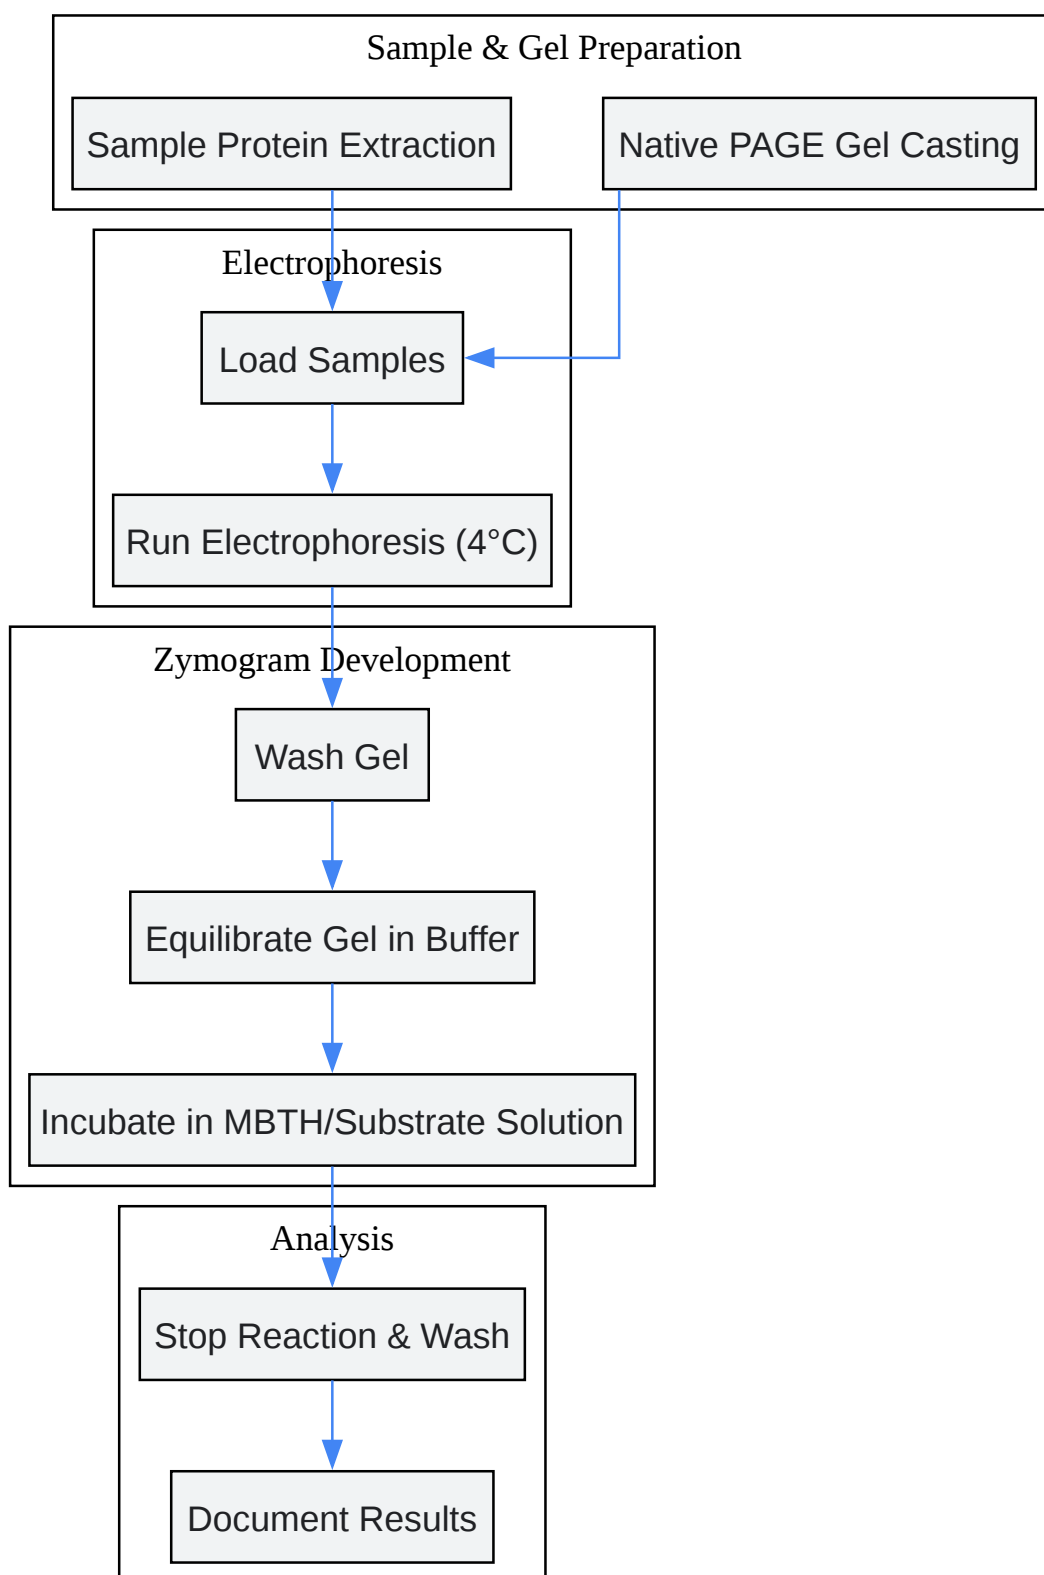 Sample & Gel Preparation
Sample Protein Extraction
Native PAGE Gel Casting
Electrophoresis
Load Samples
Run Electrophoresis (4°C)
Zymogram Development
Wash Gel
Equilibrate Gel in Buffer
Incubate in MBTH/Substrate Solution
Analysis
Stop Reaction & Wash
Document Results